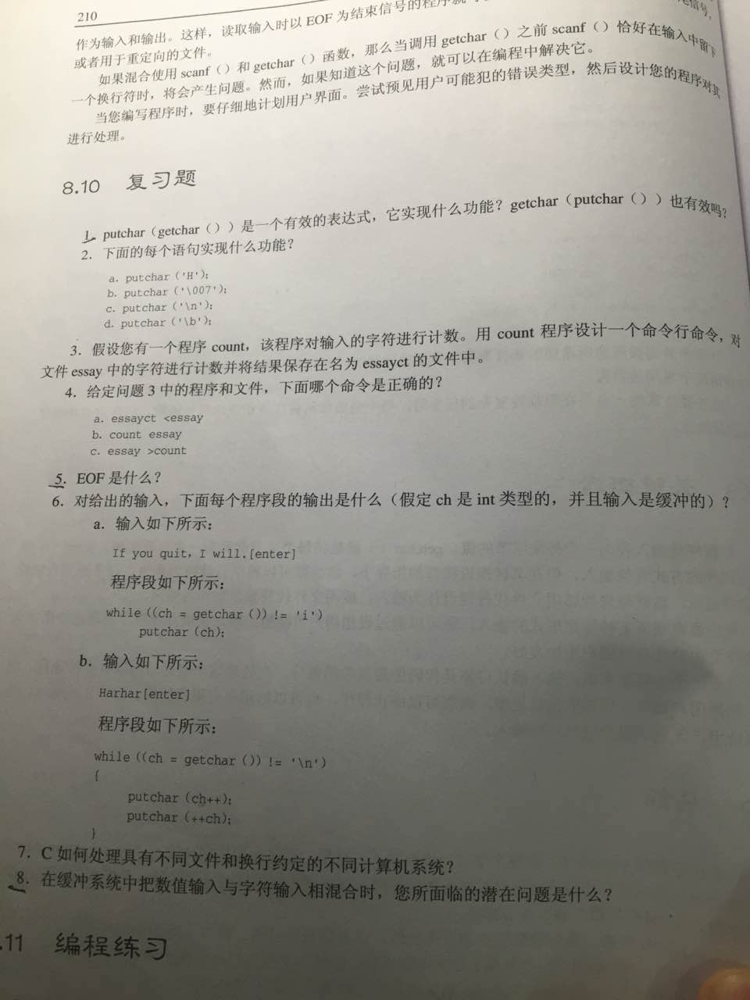 210
作为输入和输出。这样，读取输入时以 EOF 为结束信号的程序就可
尾信号，
或者用于重定向的文件。
如果混合使用 scanf（）和 getchar（）函数，那么当调用 getchar（）之前 scanf（）恰好在输入中留下
一个换行符时，将会产生问题。然而，如果知道这个问题，就可以在编程中解决它。
当您编写程序时，要仔细地计划用户界面。尝试预见用户可能犯的错误类型，然后设计您的程序对其
进行处理。
8.10 复习题
1. putchar（getchar（））是一个有效的表达式，它实现什么功能？getchar（putchar（））也有效吗？
2. 下面的每个语句实现什么功能？
a. putchar ('H');
b. putchar ('\007');
c. putchar ('\n');
d. putchar ('\b');
3. 假设您有一个程序 count，该程序对输入的字符进行计数。用 count 程序设计一个命令行命令，对
文件 essay 中的字符进行计数并将结果保存在名为 essayct 的文件中。
4. 给定问题 3 中的程序和文件，下面哪个命令是正确的？
a. essayct <essay
b. count essay
c. essay >count
5. EOF 是什么？
6. 对给出的输入，下面每个程序段的输出是什么（假定 ch 是 int 类型的，并且输入是缓冲的）？
a. 输入如下所示：
If you quit, I will.[enter]
程序段如下所示：
while ((ch = getchar ()) != 'i')
putchar (ch);
b. 输入如下所示：
Harhar[enter]
程序段如下所示：
while ((ch = getchar ()) != '\n')
{
putchar (ch++);
putchar (++ch);
}
7. C 如何处理具有不同文件和换行约定的不同计算机系统？
8. 在缓冲系统中把数值输入与字符输入相混合时，您所面临的潜在问题是什么？
.11 编程练习